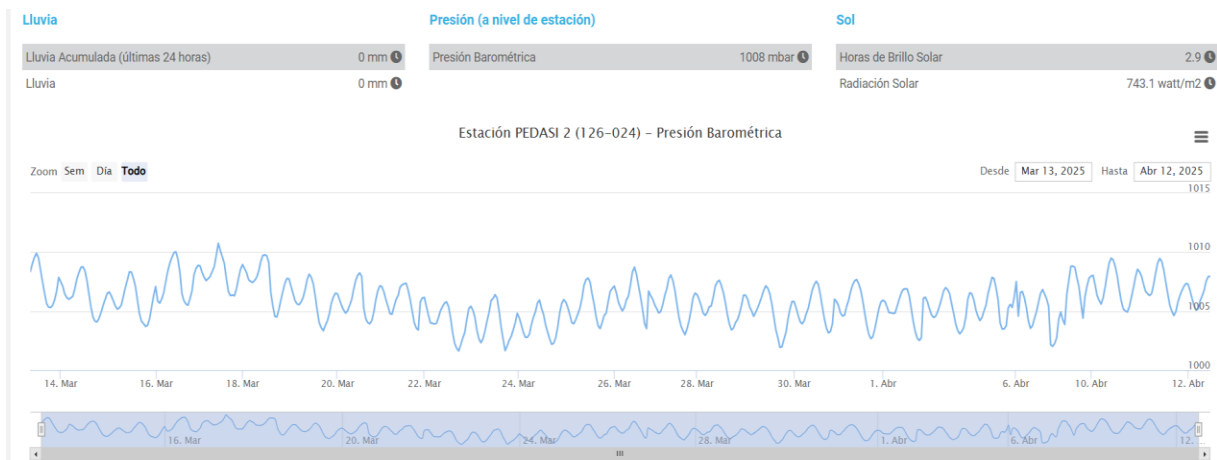 Lluvia
Presión (a nivel de estación)
Sol
Lluvia Acumulada (últimas 24 horas) 0 mm
Presión Barométrica 1008 mbar
Horas de Brillo Solar 2.9
Lluvia 0 mm
Radiación Solar 743.1 watt/m2
Estación PEDASI 2 (126-024) – Presión Barométrica
Zoom Sem Día Todo
Desde Mar 13, 2025 Hasta Abr 12, 2025
1015
1010
1005
1000
14. Mar 16. Mar 18. Mar 20. Mar 22. Mar 24. Mar 26. Mar 28. Mar 30. Mar 1. Abr 6. Abr 10. Abr 12. Abr
16. Mar 20. Mar 24. Mar 28. Mar 1. Abr 6. Abr 12. ...